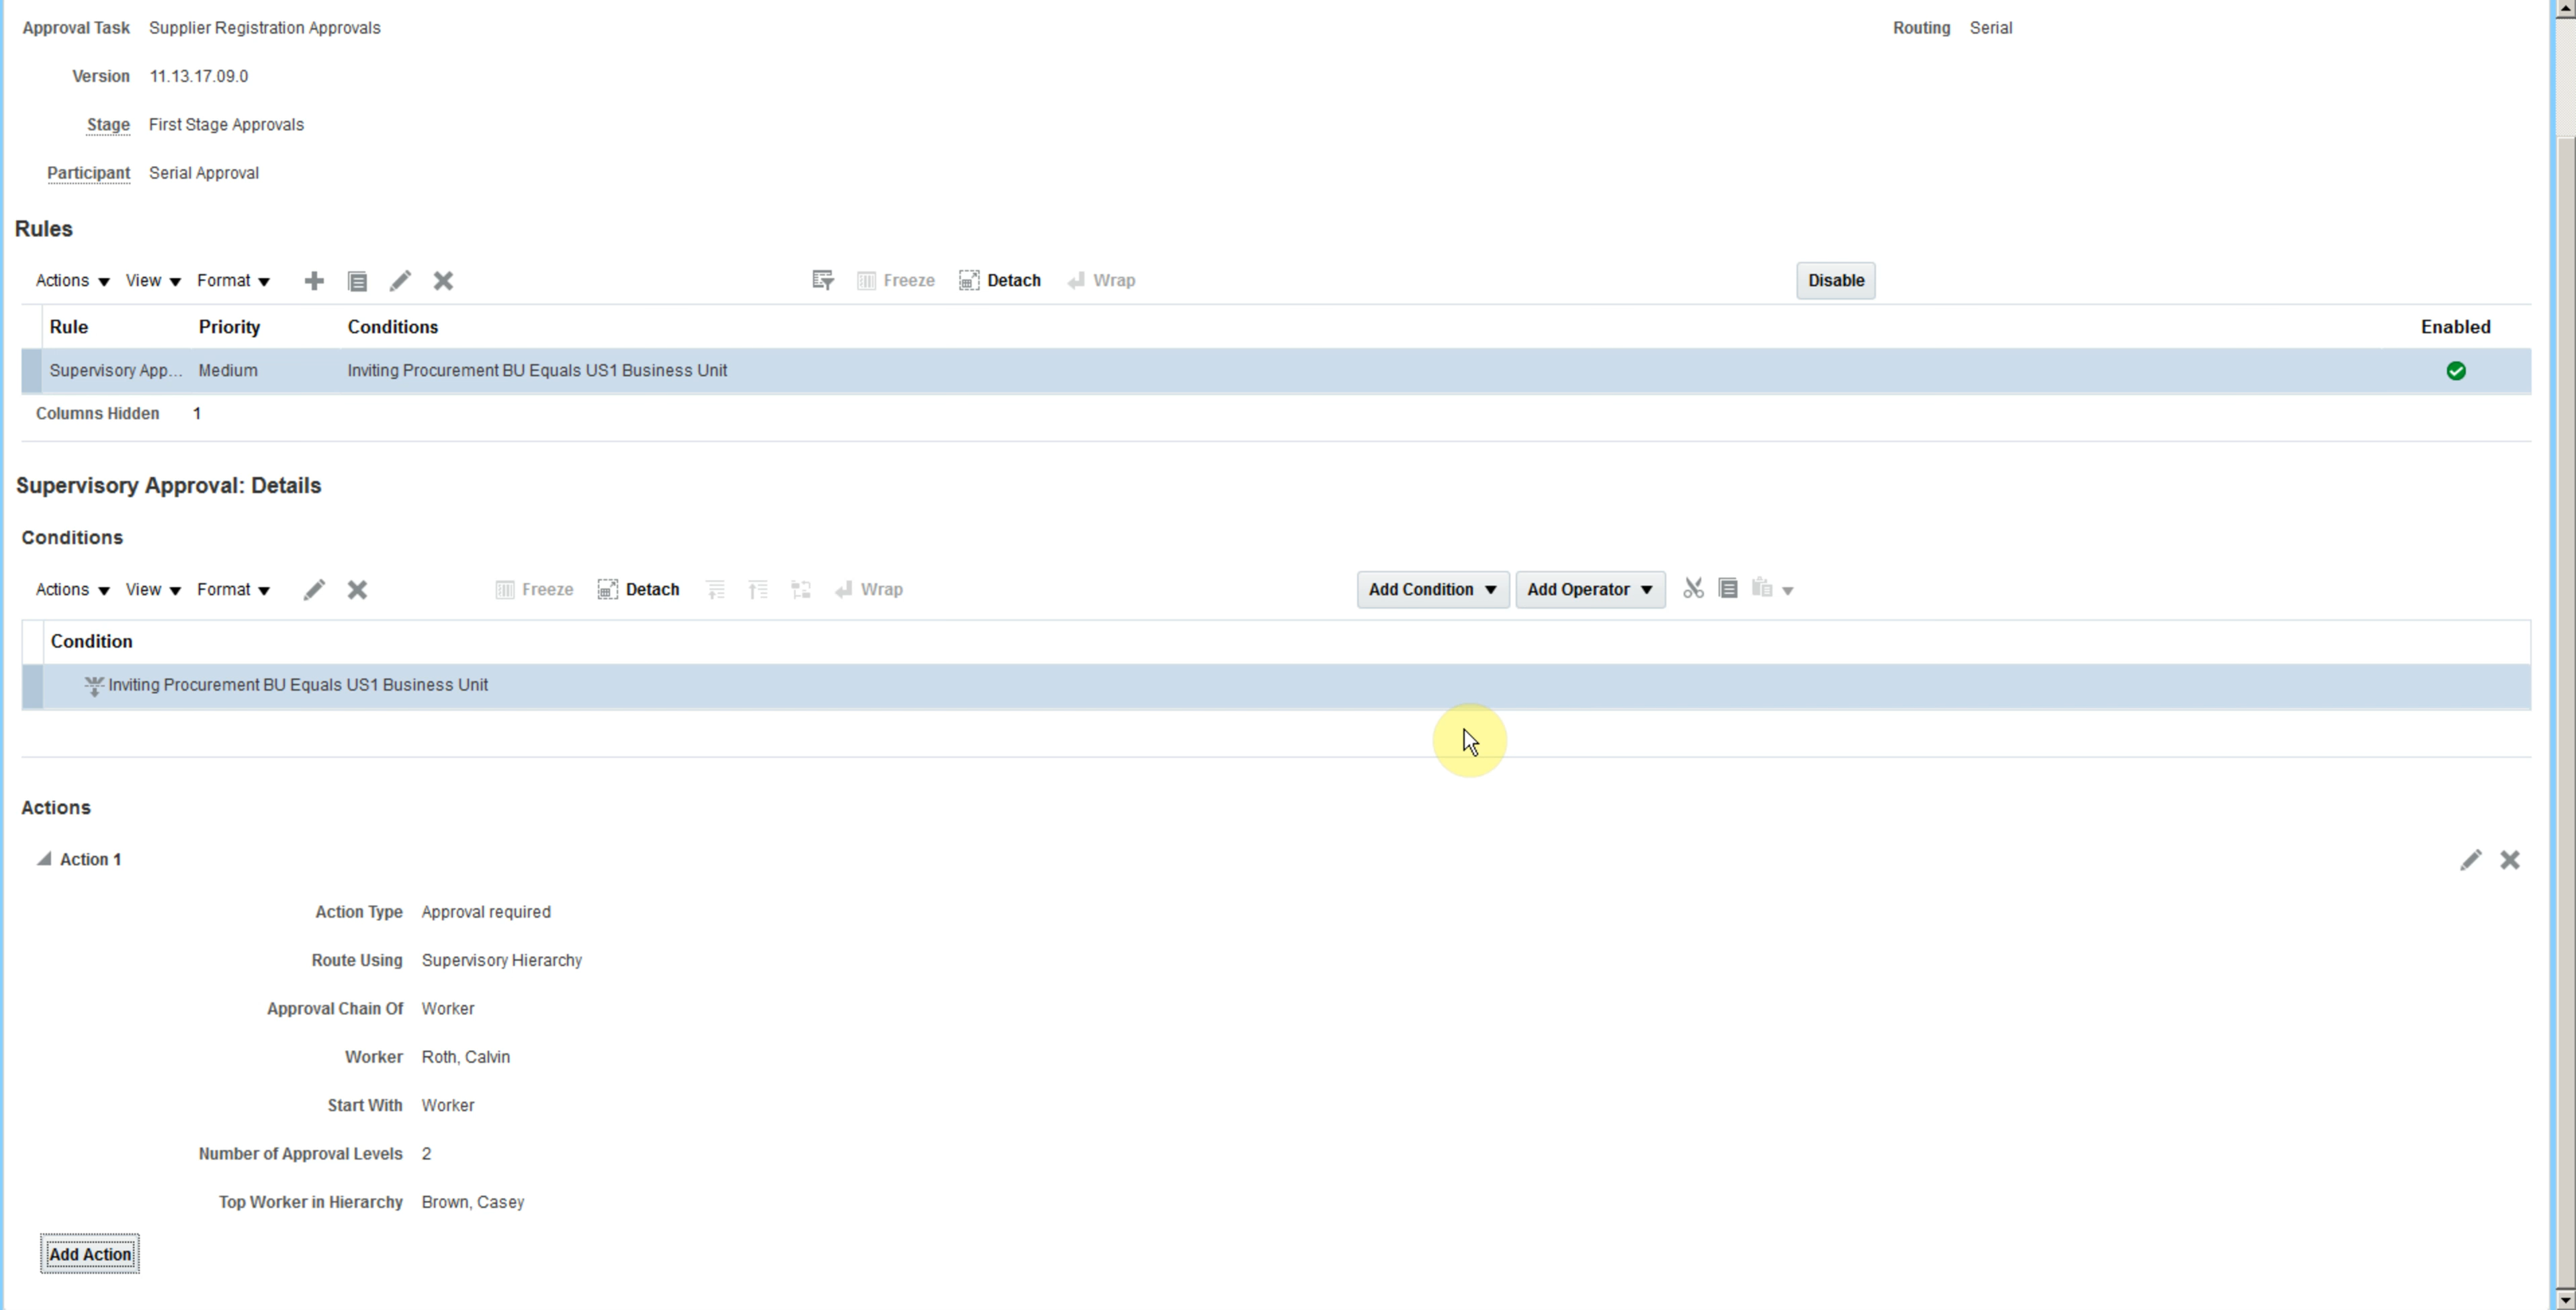 Approval Task Supplier Registration Approvals Routing Serial
Version 11.13.17.09.0
Stage First Stage Approvals
Participant Serial Approval
Rules
Actions View Format Freeze Detach Wrap Disable
Rule Priority Conditions Enabled
Supervisory App... Medium Inviting Procurement BU Equals US1 Business Unit
Columns Hidden 1
Supervisory Approval: Details
Conditions
Actions View Format Freeze Detach Wrap Add Condition Add Operator
Condition
Inviting Procurement BU Equals US1 Business Unit
Actions
Action 1
Action Type Approval required
Route Using Supervisory Hierarchy
Approval Chain Of Worker
Worker Roth, Calvin
Start With Worker
Number of Approval Levels 2
Top Worker in Hierarchy Brown, Casey
Add Action